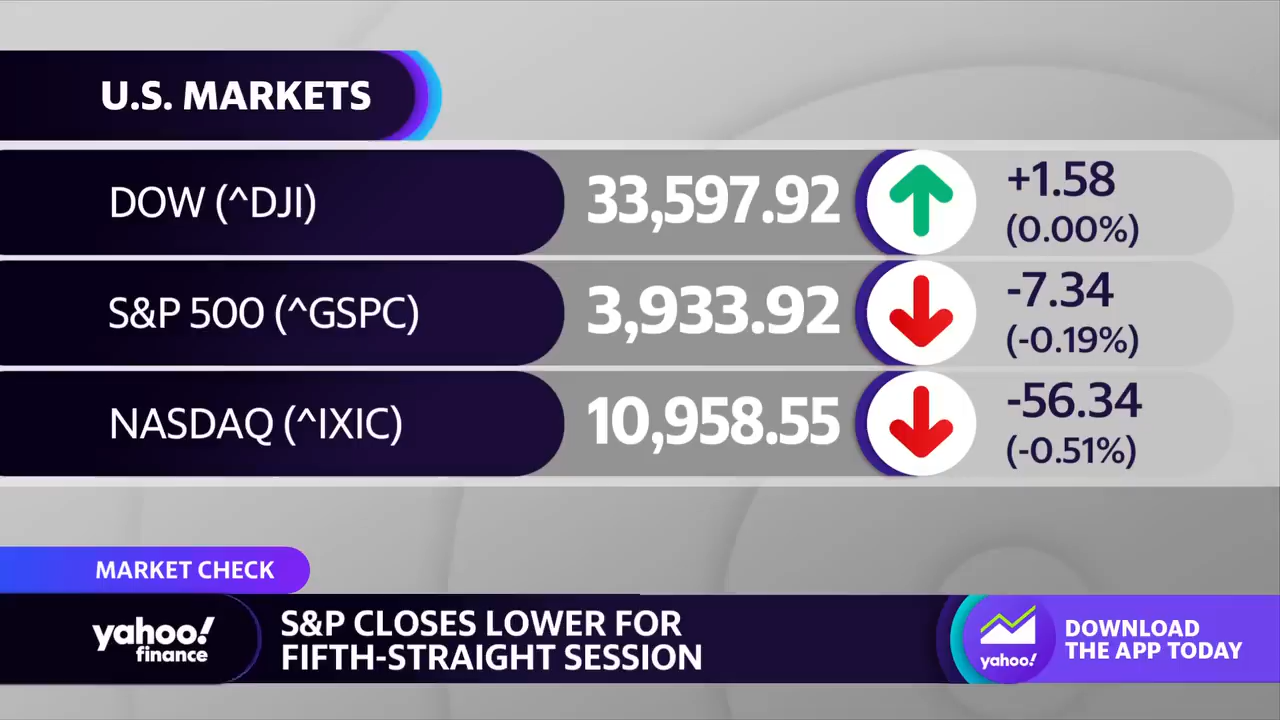 U.S. MARKETS
DOW (^DJI) 33,597.92 +1.58
(0.00%)
S&P 500 (^GSPC) 3,933.92 -7.34
(-0.19%)
NASDAQ (^IXIC) 10,958.55 -56.34
(-0.51%)
MARKET CHECK
yahoo!
finance
S&P CLOSES LOWER FOR
FIFTH-STRAIGHT SESSION
yahoo!
DOWNLOAD
THE APP TODAY